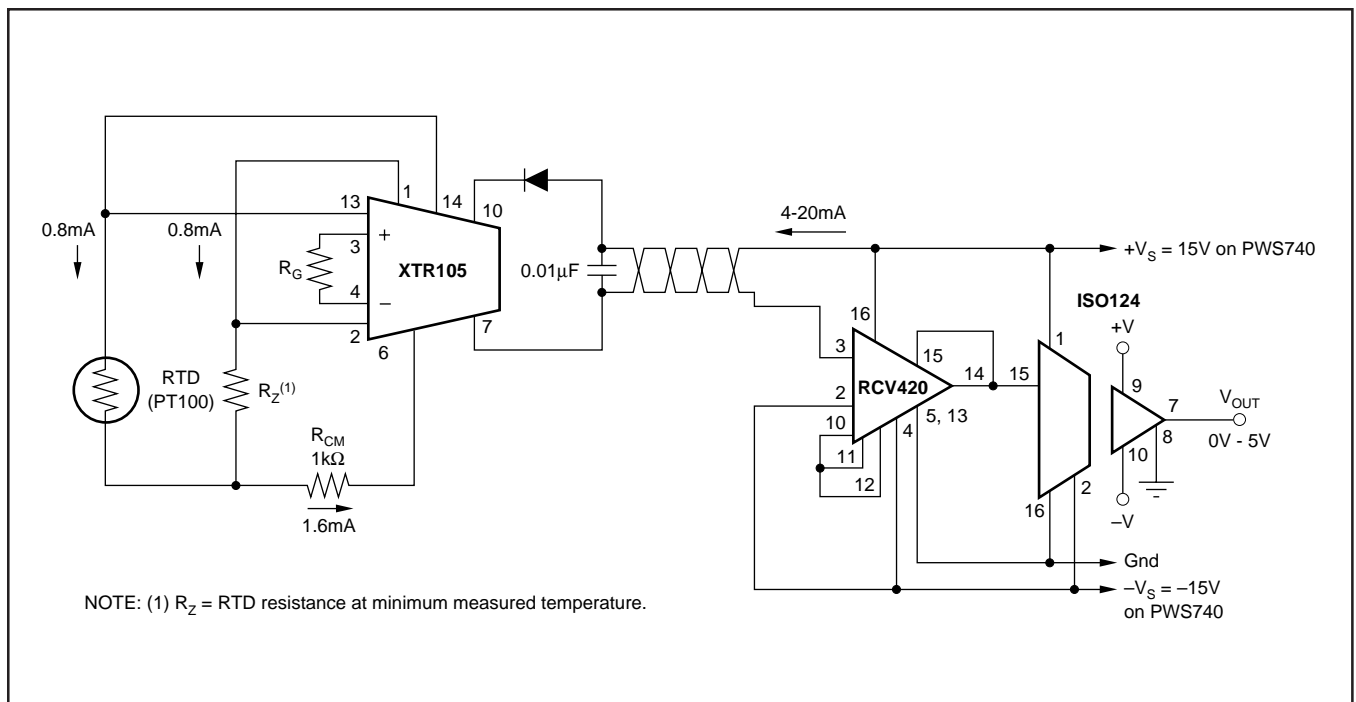 0.8mA
0.8mA
13
1
14
10
3
+
R_G
4
−
XTR105
2
6
7
RTD
(PT100)
R_Z(1)
R_CM
1kΩ
1.6mA
0.01μF
4-20mA
+V_S = 15V on PWS740
16
3
2
15
14
RCV420
5, 13
4
10
11
12
15
ISO124
1
16
2
+V
9
7
8
10
−V
V_OUT
0V - 5V
Gnd
−V_S = −15V
on PWS740
NOTE: (1) R_Z = RTD resistance at minimum measured temperature.